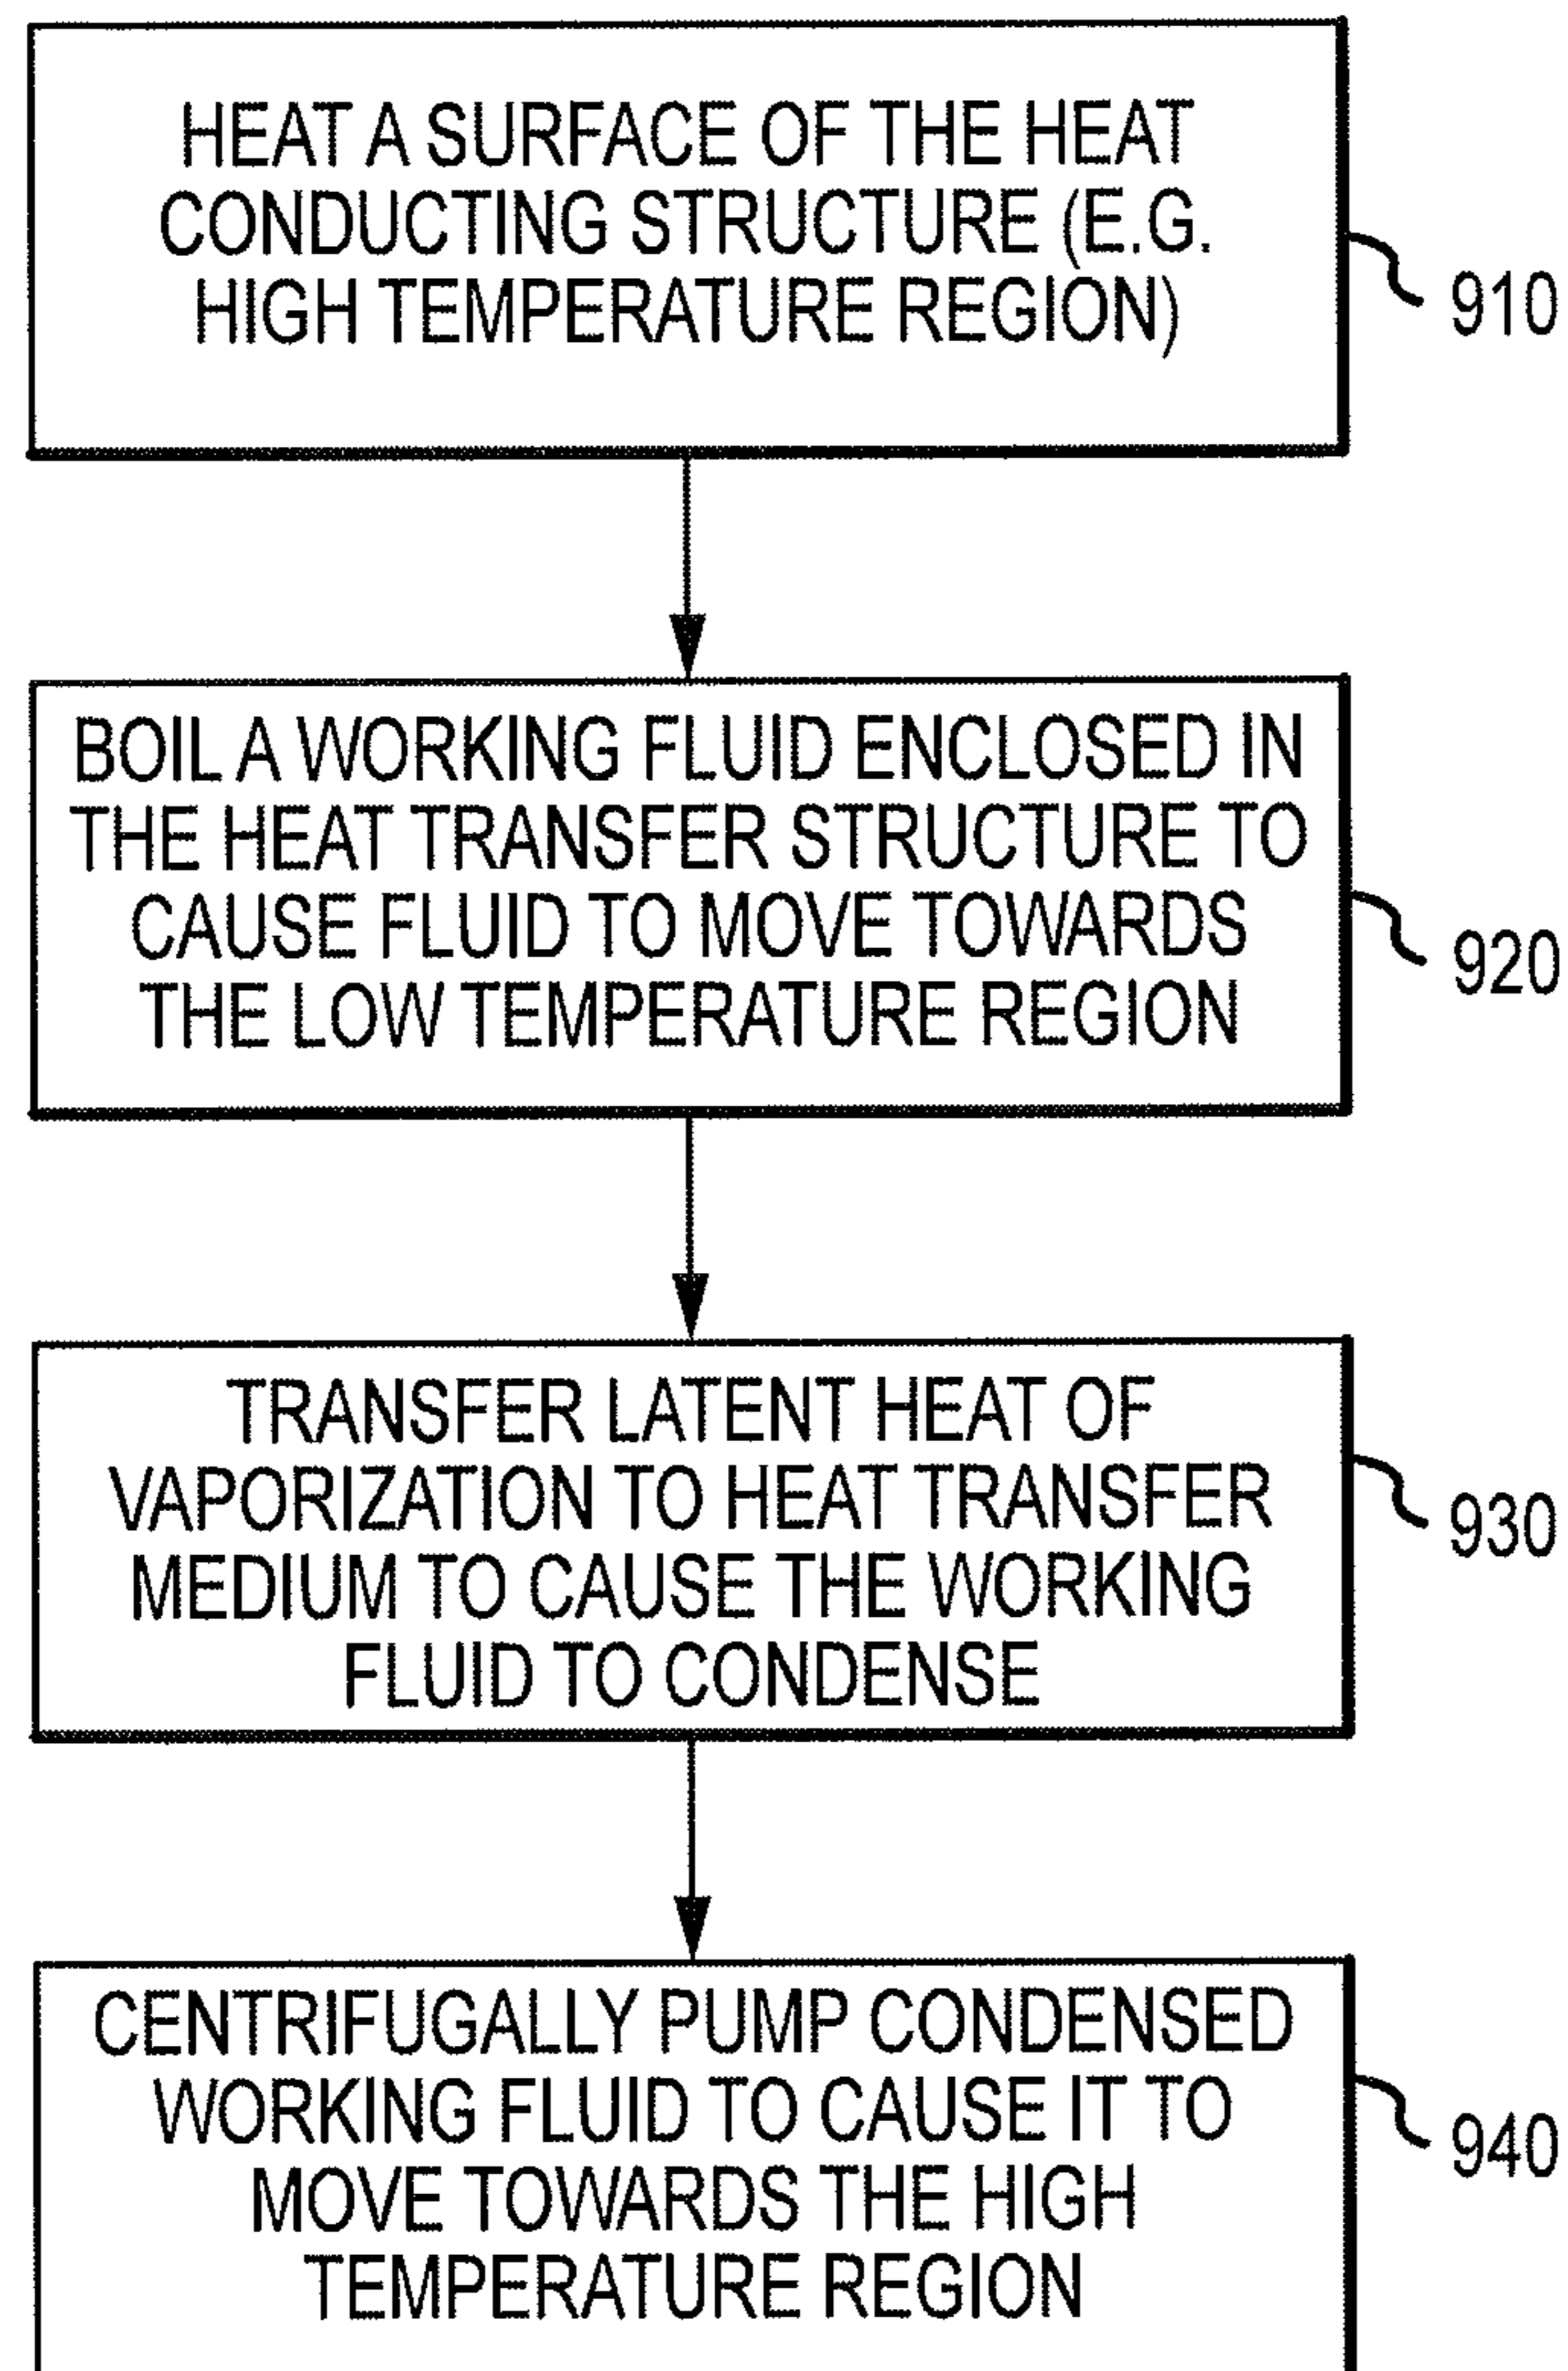 HEAT A SURFACE OF THE HEAT
CONDUCTING STRUCTURE (E.G.
HIGH TEMPERATURE REGION)
910
BOIL A WORKING FLUID ENCLOSED IN
THE HEAT TRANSFER STRUCTURE TO
CAUSE FLUID TO MOVE TOWARDS
THE LOW TEMPERATURE REGION
920
TRANSFER LATENT HEAT OF
VAPORIZATION TO HEAT TRANSFER
MEDIUM TO CAUSE THE WORKING
FLUID TO CONDENSE
930
CENTRIFUGALLY PUMP CONDENSED
WORKING FLUID TO CAUSE IT TO
MOVE TOWARDS THE HIGH
TEMPERATURE REGION
940